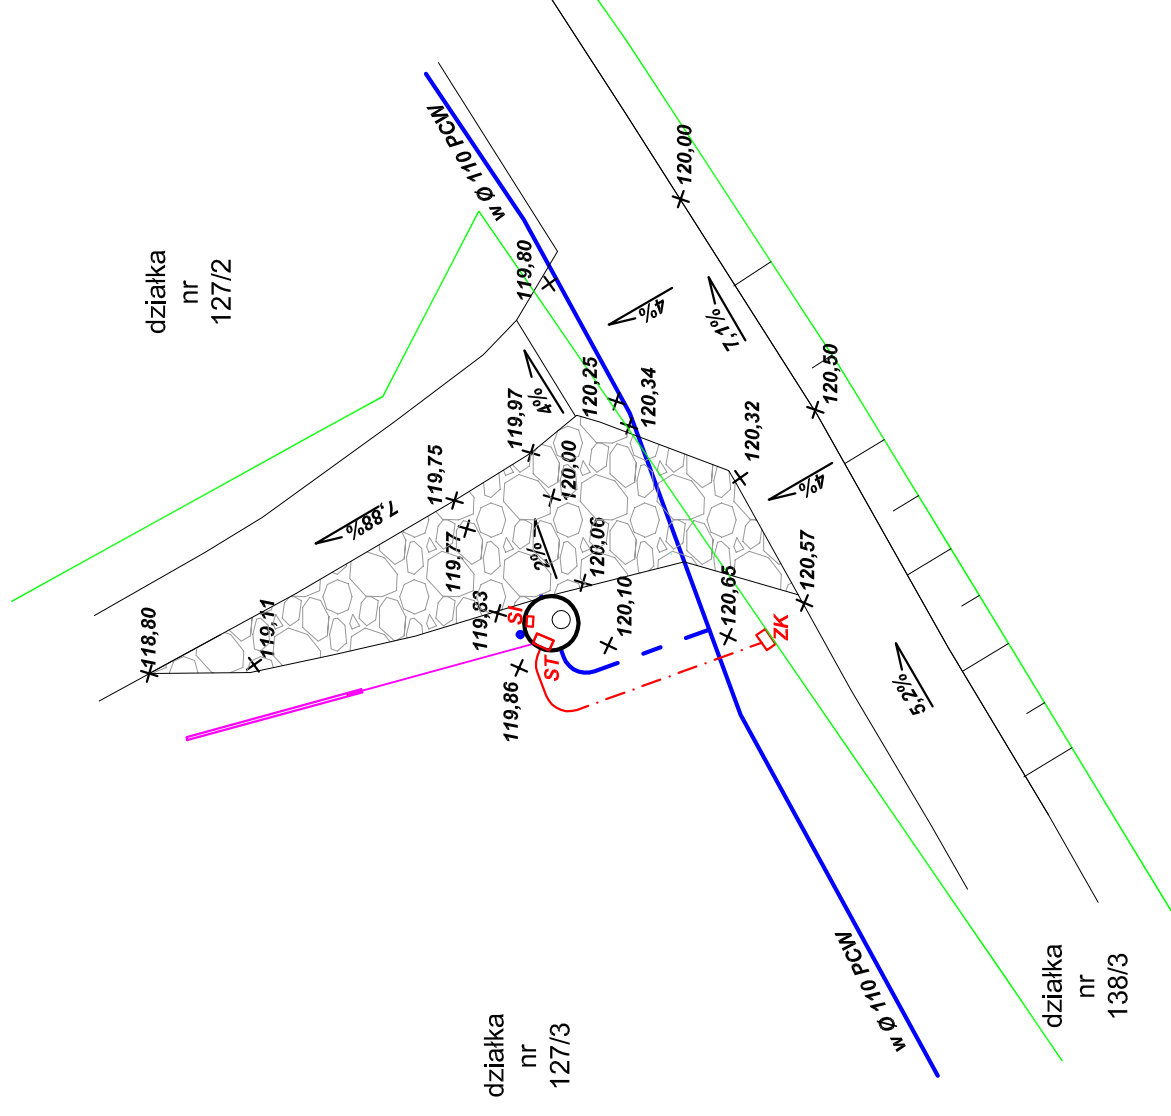 w Ø 110 PCW
120,00
działka
nr
127/2
119,80
4%
7,1%
120,25
120,34
120,50
4%
119,97
120,32
119,75
120,00
4%
7,88%
119,77
2%
120,06
120,57
118,80
119,11
119,83
SI
120,10
120,65
ZK
ST
119,86
5,2%
w Ø 110 PCW
działka
nr
138/3
działka
nr
127/3